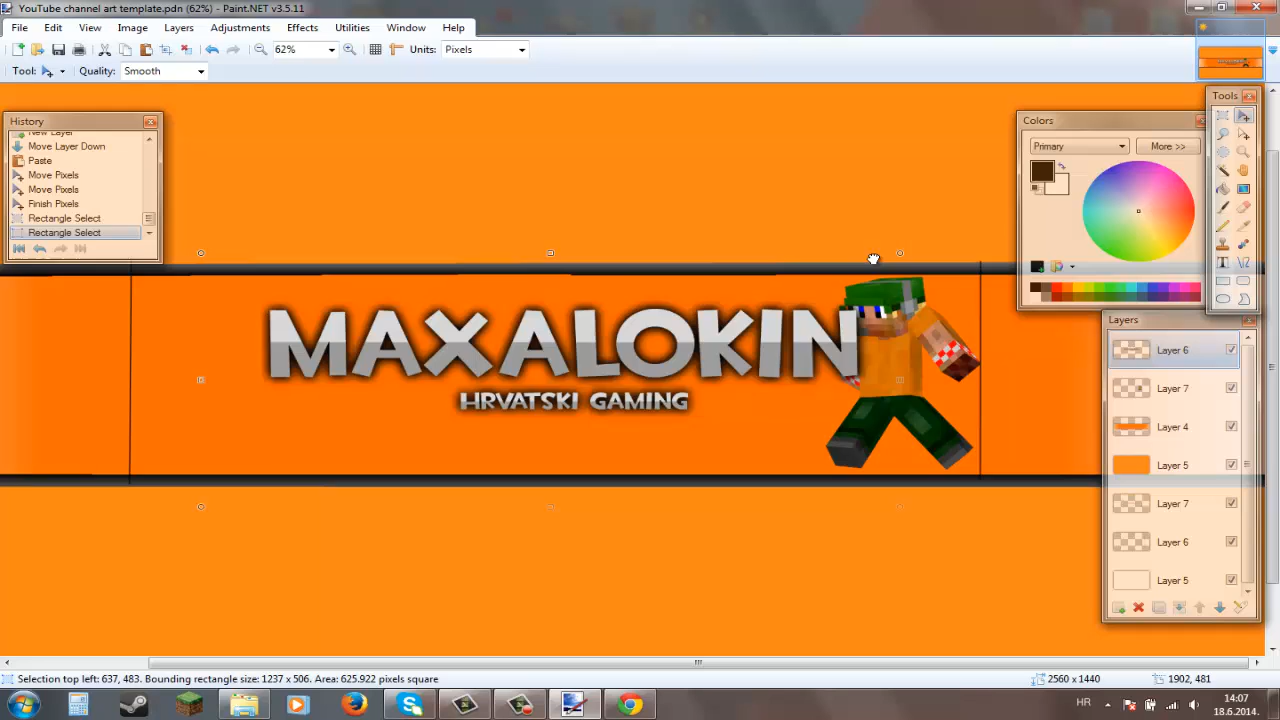 YouTube channel art template.pdn (62%) - Paint.NET v3.5.11
File Edit View Image Layers Adjustments Effects Utilities Window Help
62% Units: Pixels
Tool: Quality: Smooth
History
New Layer
Move Layer Down
Paste
Move Pixels
Move Pixels
Finish Pixels
Rectangle Select
Rectangle Select
Colors
Primary More >>
Tools
MAXALOKIN
HRVATSKI GAMING
Layers
Layer 6
Layer 7
Layer 4
Layer 5
Layer 7
Layer 6
Layer 5
Selection top left: 637, 483. Bounding rectangle size: 1237 x 506. Area: 625.922 pixels square 2560 x 1440 1902, 481
HR 14:07
18.6.2014.